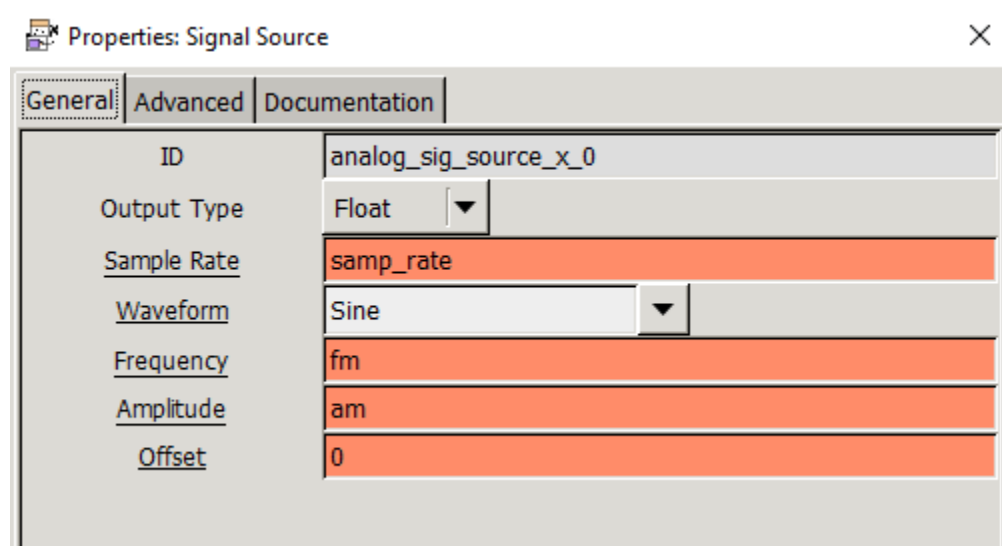 Properties: Signal Source
General Advanced Documentation
ID analog_sig_source_x_0
Output Type Float
Sample Rate samp_rate
Waveform Sine
Frequency fm
Amplitude am
Offset 0